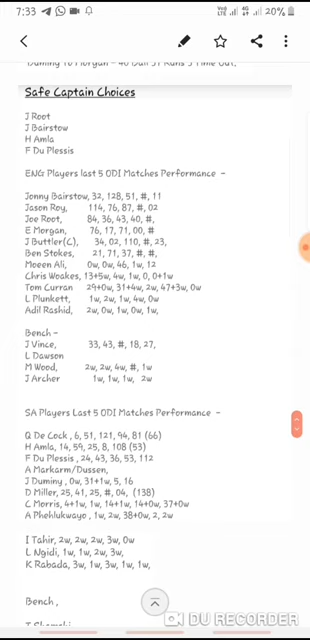 7:33 20%
Safe Captain Choices
J Root
J Bairstow
H Amla
F Du Plessis
ENG Players last 5 ODI Matches Performance -
Jonny Bairstow, 32, 128, 51, #, 11
Jason Roy, 114, 76, 87, #, 02
Joe Root, 84, 36, 43, 40, #,
E Morgan, 76, 17, 71, 00, #
J Buttler(C), 34, 02, 110, #, 23,
Ben Stokes, 21, 71, 37, #, #,
Moeen Ali, 0w, 0w, 46, 1w, 12
Chris Woakes, 13+5w, 4w, 1w, 0, 0+1w
Tom Curran 29+0w, 31+4w, 2w, 47+3w, 0w
L Plunkett, 1w, 2w, 1w, 4w, 0w
Adil Rashid, 2w, 0w, 1w, 0w, 1w,
Bench -
J Vince, 33, 43, #, 18, 27,
L Dawson
M Wood, 2w, 2w, 4w, #, 1w
J Archer 1w, 1w, 1w, 2w
SA Players Last 5 ODI Matches Performance -
Q De Cock , 6, 51, 121, 94, 81 (66)
H Amla, 14, 59, 25, 8, 108 (53)
F Du Plessis , 24, 43, 36, 53, 112
A Markarm/Dussen,
J Duminy , 0w, 31+1w, 5, 16
D Miller, 25, 41, 25, #, 04, (138)
C Morris, 4+1w, 1w, 14+1w, 14+0w, 37+0w
A Phehlukwayo , 1w, 2w, 38+0w, 2, 2w
I Tahir, 2w, 2w, 2w, 3w, 0w
L Ngidi, 1w, 1w, 2w, 3w,
K Rabada, 3w, 1w, 3w, 1w, 1w,
Bench ,
DU RECORDER